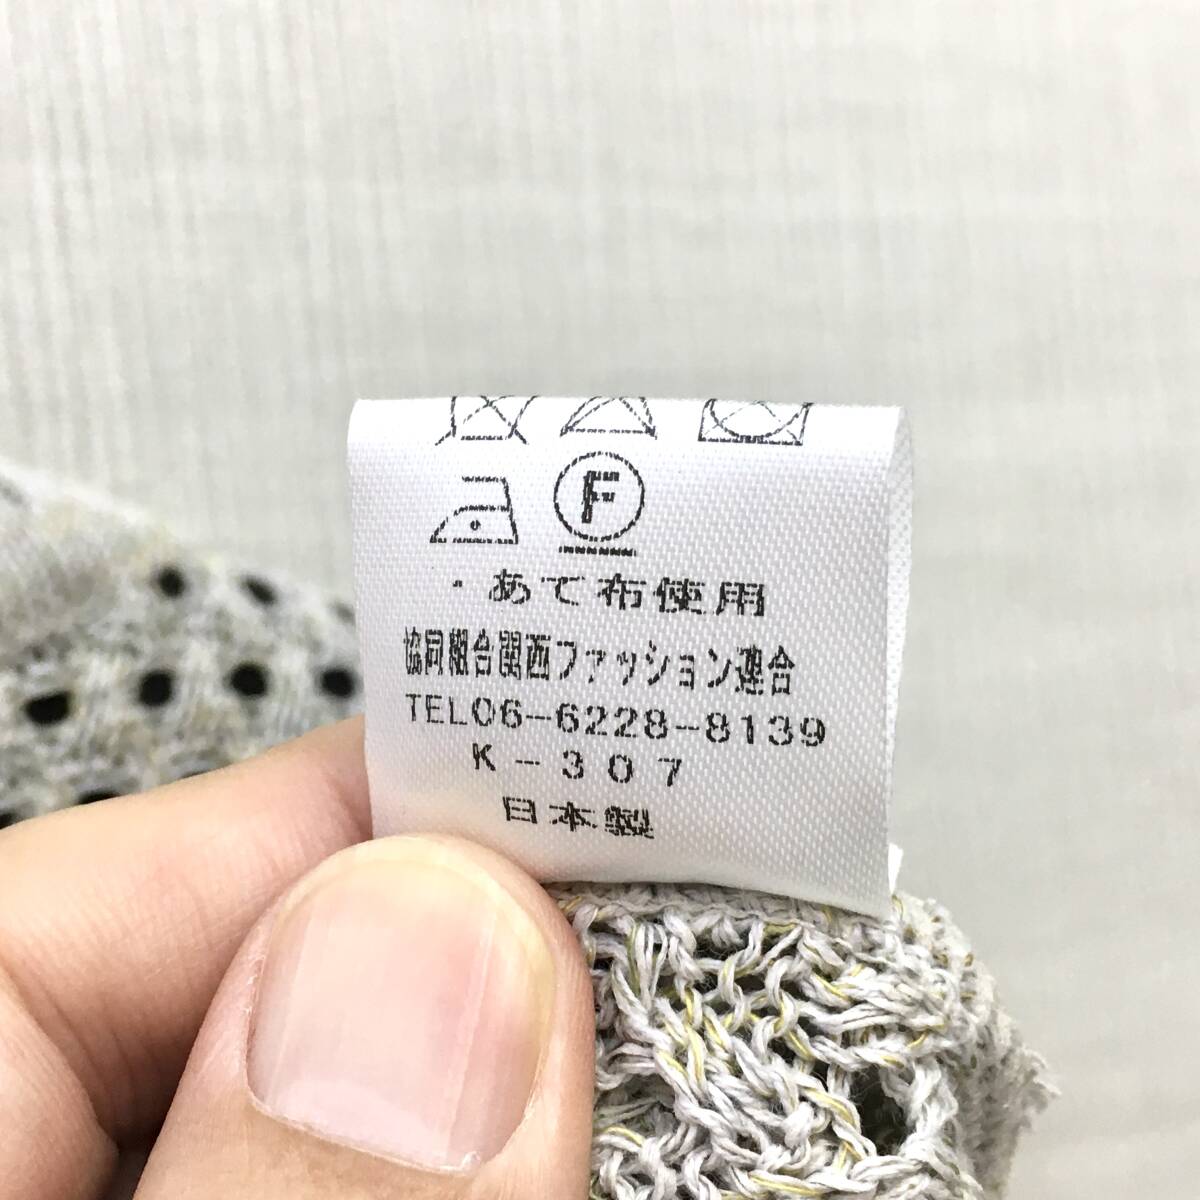 F
・あて布使用
協同組合関西ファッション連合
TEL06-6228-8139
K-307
日本製